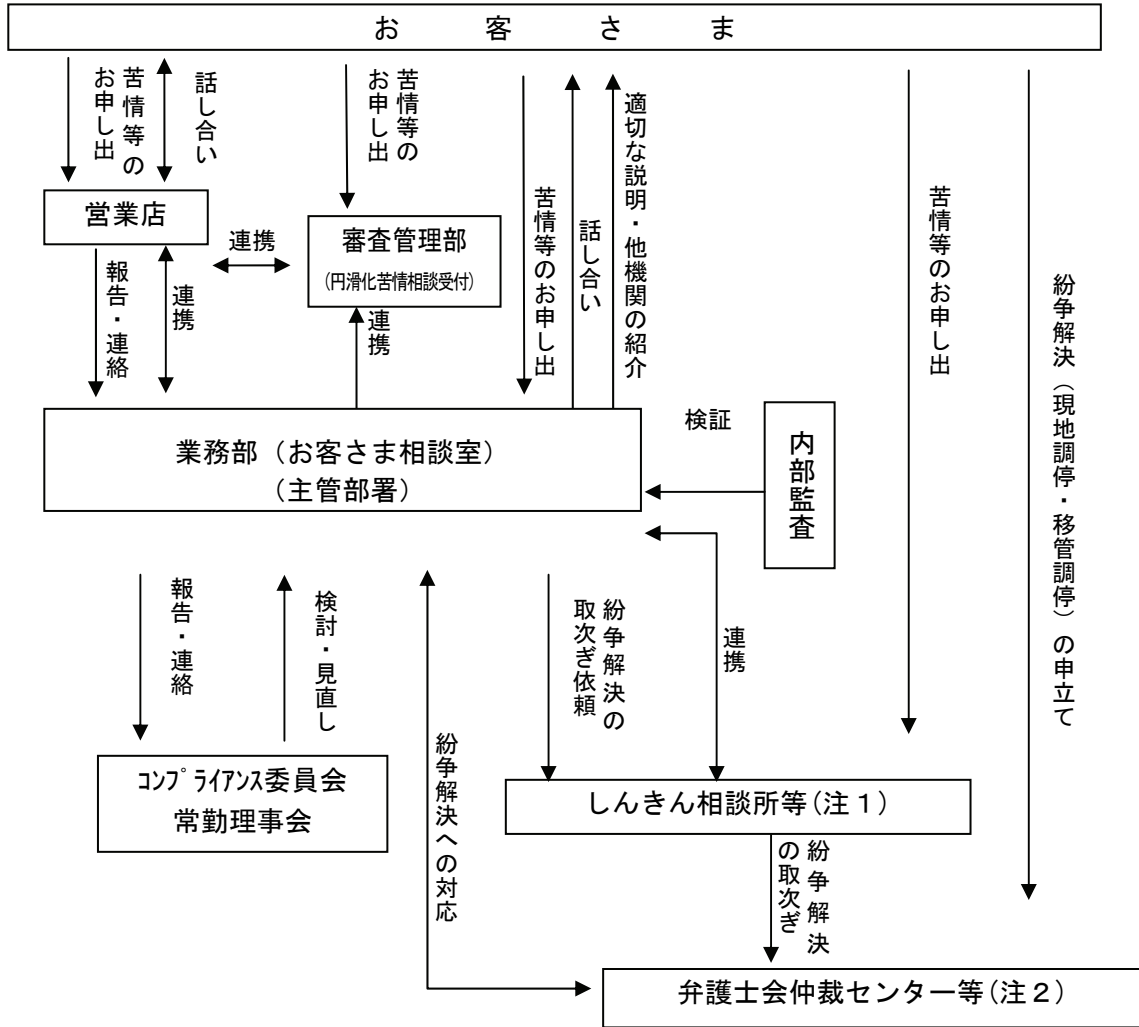 お客さま
苦情等の
お申し出
話し合い
苦情等の
お申し出
苦情等のお申し出
話し合い
適切な説明・他機関の紹介
苦情等のお申し出
紛争解決（現地調停・移管調停）の申立て
営業店
連携
審査管理部
(円滑化苦情相談受付)
報告・連絡
連携
連携
業務部（お客さま相談室）
（主管部署）
検証
内部監査
報告・連絡
検討・見直し
紛争解決への対応
紛争解決の
取次ぎ依頼
連携
ｺﾝﾌﾟﾗｲｱﾝｽ委員会
常勤理事会
しんきん相談所等(注１)
紛争解決
の取次ぎ
弁護士会仲裁センター等(注２)